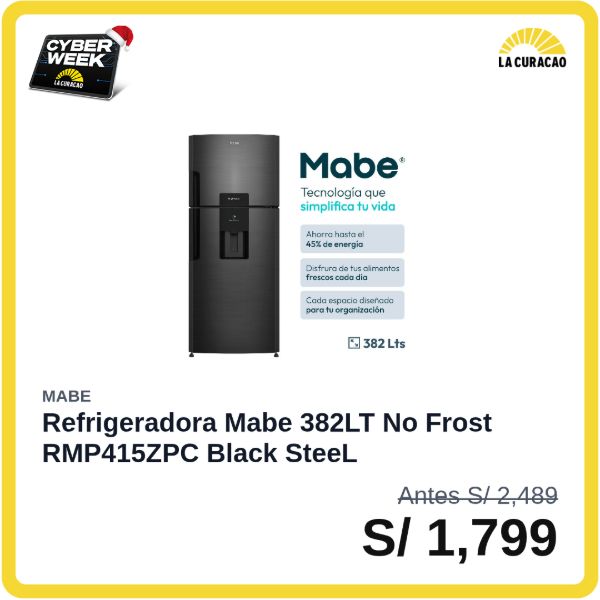 CYBER
WEEK
LA CURACAO
LA CURACAO
Mabe®
Tecnología que
simplifica tu vida
Ahorra hasta el
45% de energía
Disfrura de tus alimentos
frescos cada día
Cada espacio diseñado
para tu organización
382 Lts
MABE
Refrigeradora Mabe 382LT No Frost
RMP415ZPC Black SteeL
Antes S/ 2,489
S/ 1,799